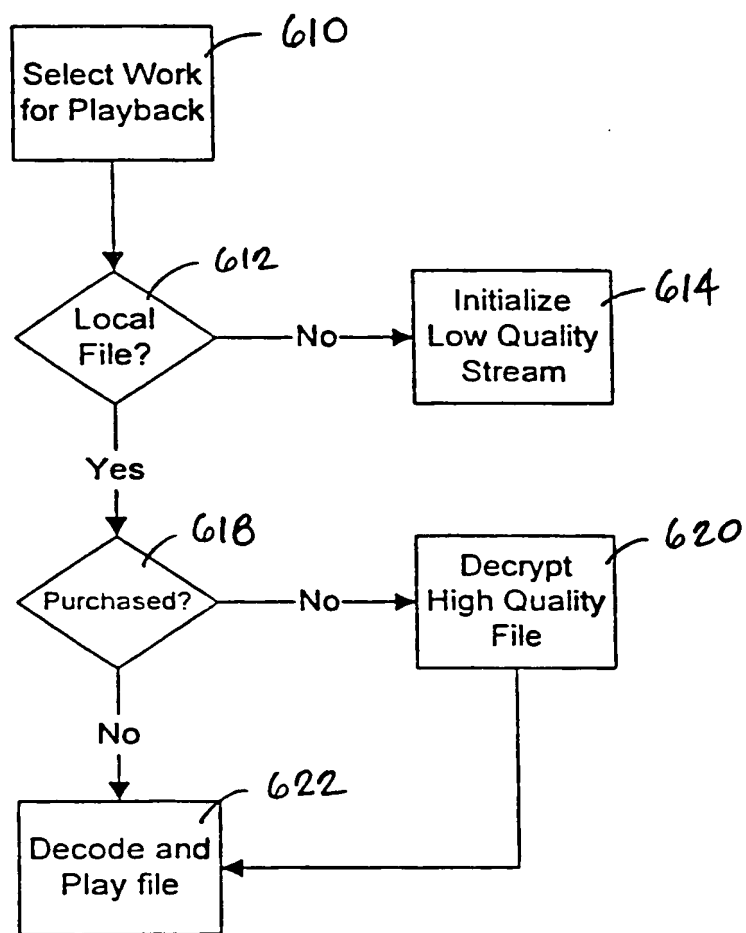 610
Select Work
for Playback
612
Local
File?
No
Initialize
Low Quality
Stream
614
Yes
618
Purchased?
No
Decrypt
High Quality
File
620
No
622
Decode and
Play file